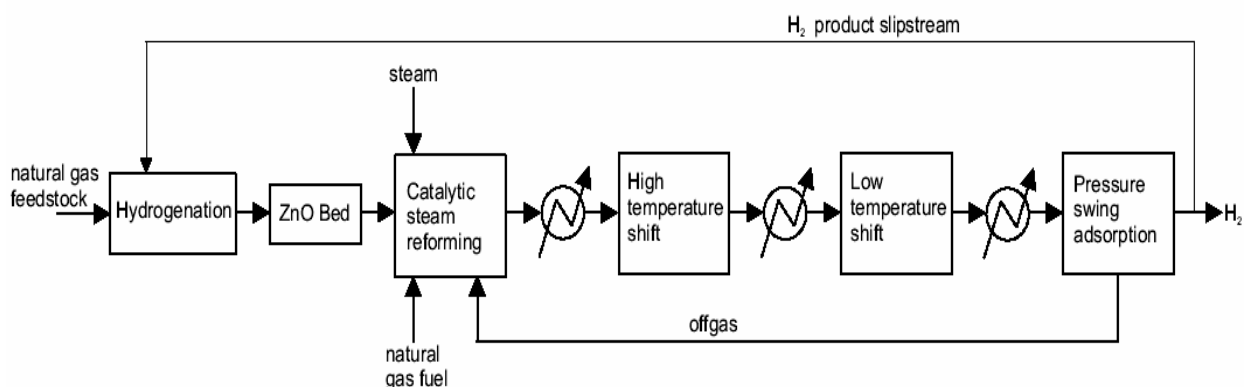 H₂ product slipstream
steam
natural gas
feedstock
Hydrogenation
ZnO Bed
Catalytic
steam
reforming
High
temperature
shift
Low
temperature
shift
Pressure
swing
adsorption
H₂
offgas
natural
gas fuel